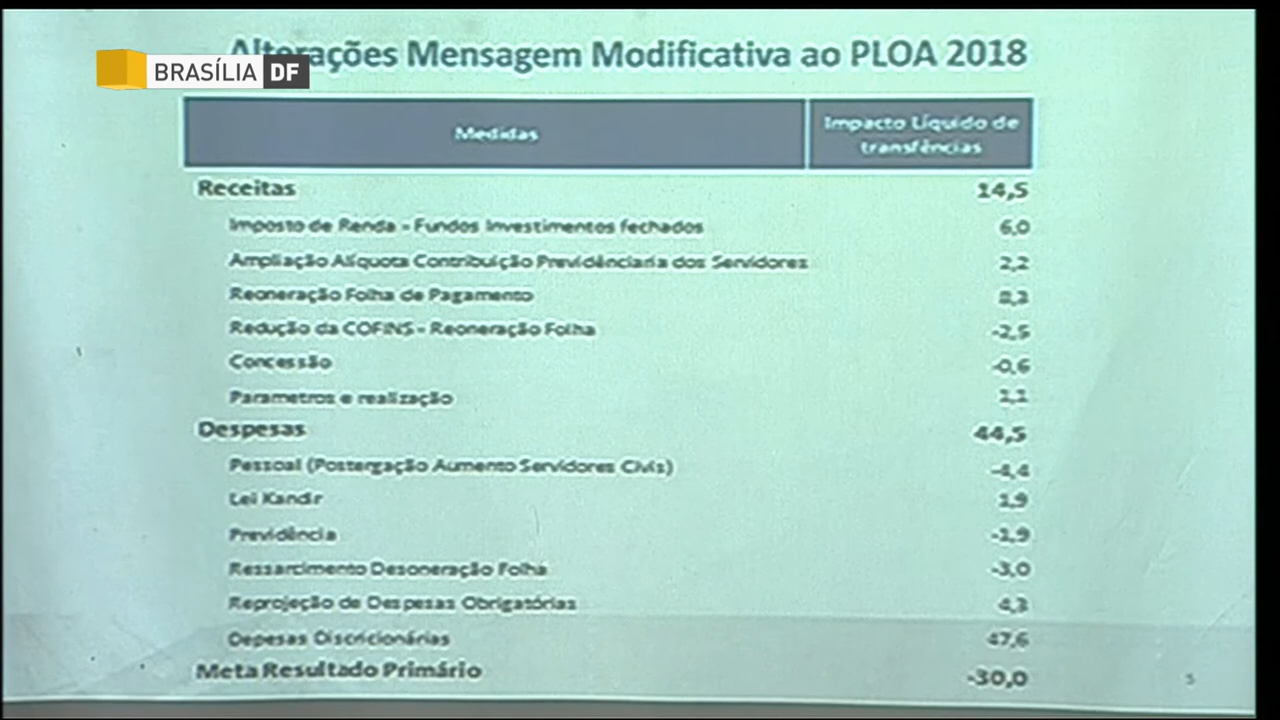 BRASÍLIA DF
Alterações Mensagem Modificativa ao PLOA 2018
Medidas
Impacto Líquido de
transfências
Receitas 14,5
Imposto de Renda - Fundos Investimentos fechados 6,0
Ampliação Alíquota Contribuição Previdênciaria dos Servidores 2,2
Reoneração Folha de Pagamento 8,3
Redução da COFINS - Reoneração Folha -2,5
Concessão -0,6
Parametros e realização 1,1
Despesas 44,5
Pessoal (Postergação Aumento Servidores Civis) -4,4
Lei Kandir 1,9
Previdência -1,9
Ressarcimento Desoneração Folha -3,0
Reprojeção de Despesas Obrigatórias 4,3
Depesas Discricionárias 47,6
Meta Resultado Primário -30,0
5